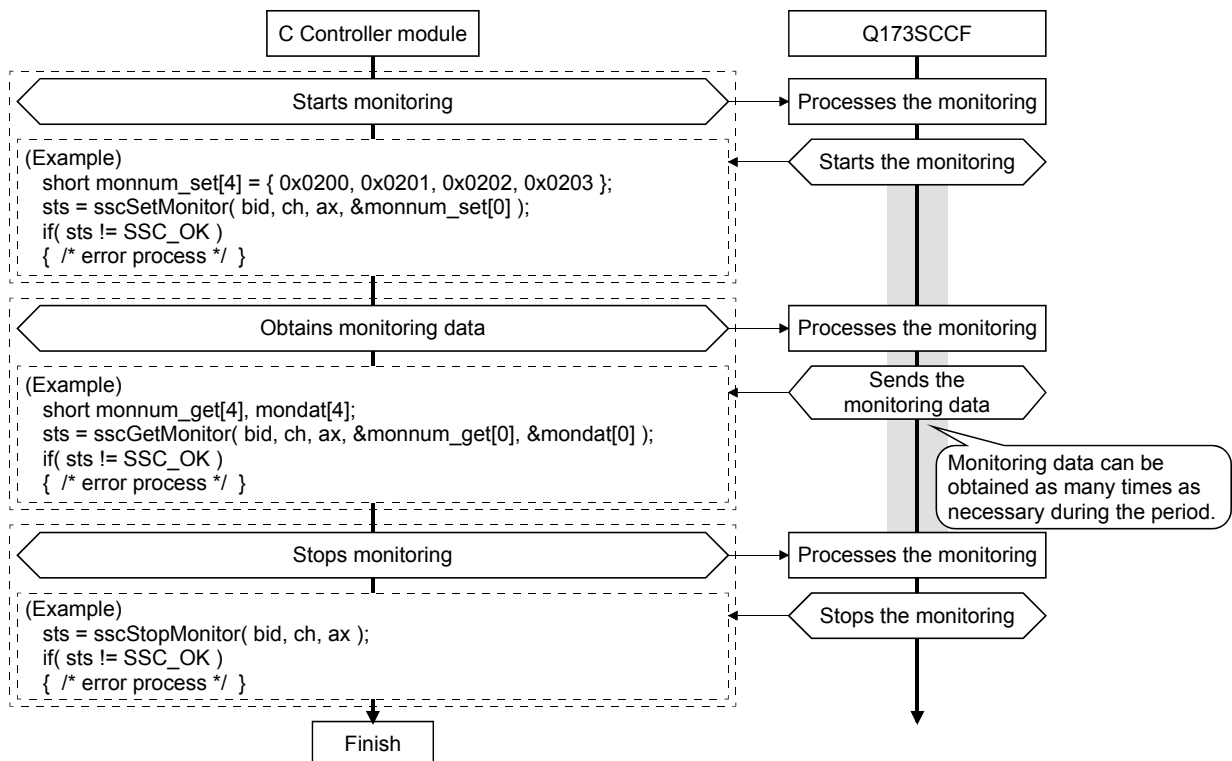 C Controller module
Q173SCCF
Starts monitoring
Processes the monitoring
(Example)
short monnum_set[4] = { 0x0200, 0x0201, 0x0202, 0x0203 };
sts = sscSetMonitor( bid, ch, ax, &monnum_set[0] );
if( sts != SSC_OK )
{ /* error process */ }
Starts the monitoring
Obtains monitoring data
Processes the monitoring
(Example)
short monnum_get[4], mondat[4];
sts = sscGetMonitor( bid, ch, ax, &monnum_get[0], &mondat[0] );
if( sts != SSC_OK )
{ /* error process */ }
Sends the
monitoring data
Monitoring data can be
obtained as many times as
necessary during the period.
Stops monitoring
Processes the monitoring
(Example)
sts = sscStopMonitor( bid, ch, ax );
if( sts != SSC_OK )
{ /* error process */ }
Stops the monitoring
Finish